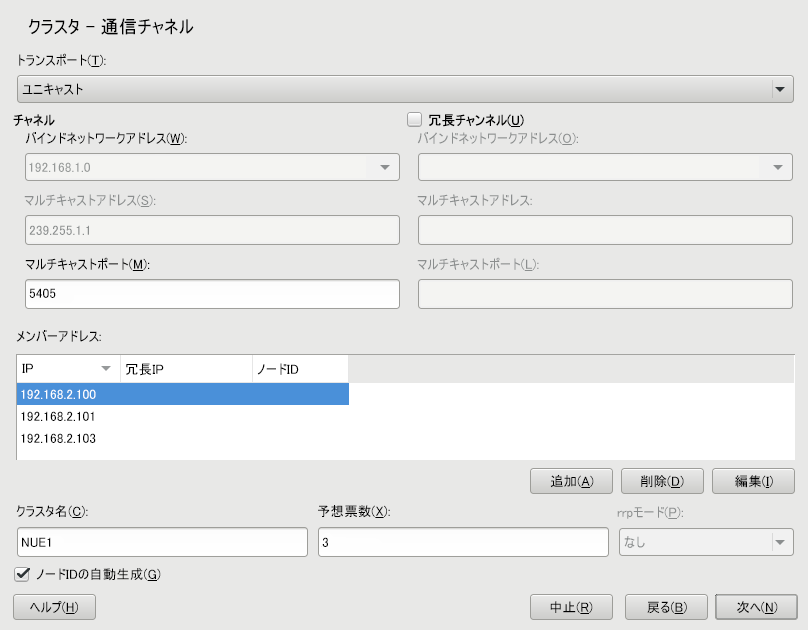 クラスタ – 通信チャネル
トランスポート(T):
ユニキャスト
チャネル
バインドネットワークアドレス(W):
192.168.1.0
マルチキャストアドレス(S):
239.255.1.1
マルチキャストポート(M):
5405
冗長チャンネル(U)
バインドネットワークアドレス(O):
マルチキャストアドレス:
マルチキャストポート(L):
メンバーアドレス:
IP 冗長IP ノードID
192.168.2.100
192.168.2.101
192.168.2.103
追加(A) 削除(D) 編集(I)
クラスタ名(C): 予想票数(X): rrpモード(P):
NUE1 3 なし
ノードIDの自動生成(G)
ヘルプ(H) 中止(R) 戻る(B) 次へ(N)